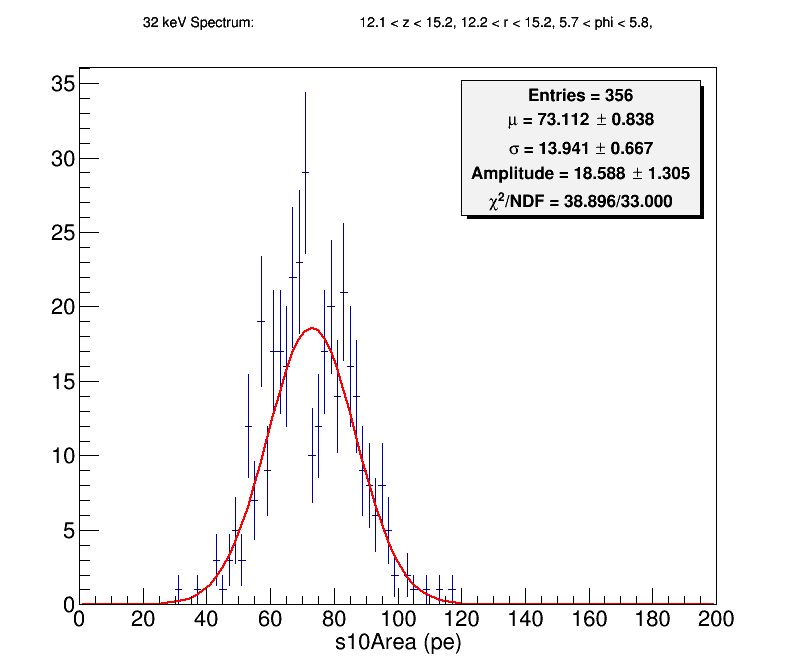 32 keV Spectrum: 12.1 < z < 15.2, 12.2 < r < 15.2, 5.7 < phi < 5.8,
Entries = 356
μ = 73.112 ± 0.838
σ = 13.941 ± 0.667
Amplitude = 18.588 ± 1.305
χ²/NDF = 38.896/33.000
35
30
25
20
15
10
5
0
0 20 40 60 80 100 120 140 160 180 200
s10Area (pe)